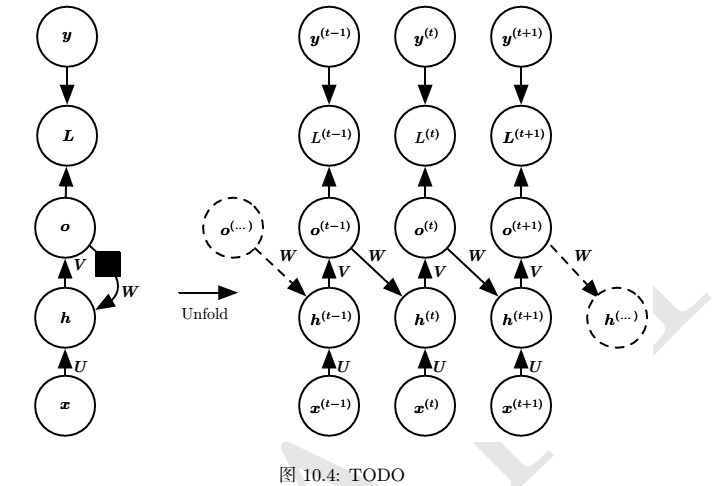 y y^(t−1) y^(t) y^(t+1)
L L^(t−1) L^(t) L^(t+1)
o o^(...) o^(t−1) o^(t) o^(t+1)
W W W
V V V V
W
h Unfold h^(t−1) h^(t) h^(t+1) h^(...)
U U U U
x x^(t−1) x^(t) x^(t+1)
图 10.4: TODO